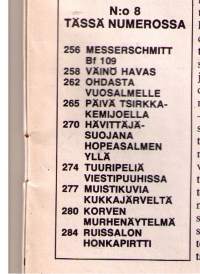 N:o 8
TÄSSÄ NUMEROSSA
256 MESSERSCHMITT
Bf 109
258 VÄINÖ HAVAS
262 OHDASTA
VUOSALMELLE
265 PÄIVÄ TSIRKKA-
KEMIJOELLA
270 HÄVITTÄJÄ-
SUOJANA
HOPEASALMEN
YLLÄ
274 TUURIPELIÄ
VIESTIPUUHISSA
277 MUISTIKUVIA
KUKKAJÄRVELTÄ
280 KORVEN
MURHENÄYTELMÄ
284 RUISSALON
HONKAPIRTTI